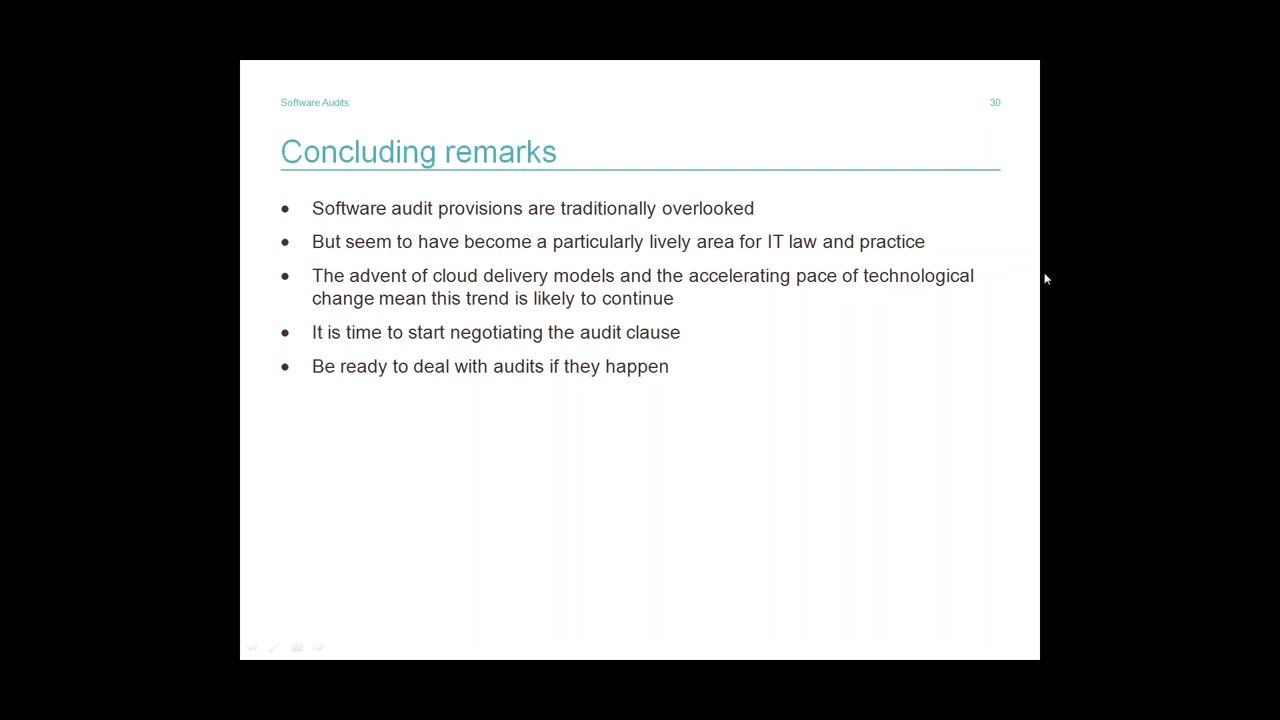 Software Audits
30
Concluding remarks
• Software audit provisions are traditionally overlooked
• But seem to have become a particularly lively area for IT law and practice
• The advent of cloud delivery models and the accelerating pace of technological
change mean this trend is likely to continue
• It is time to start negotiating the audit clause
• Be ready to deal with audits if they happen